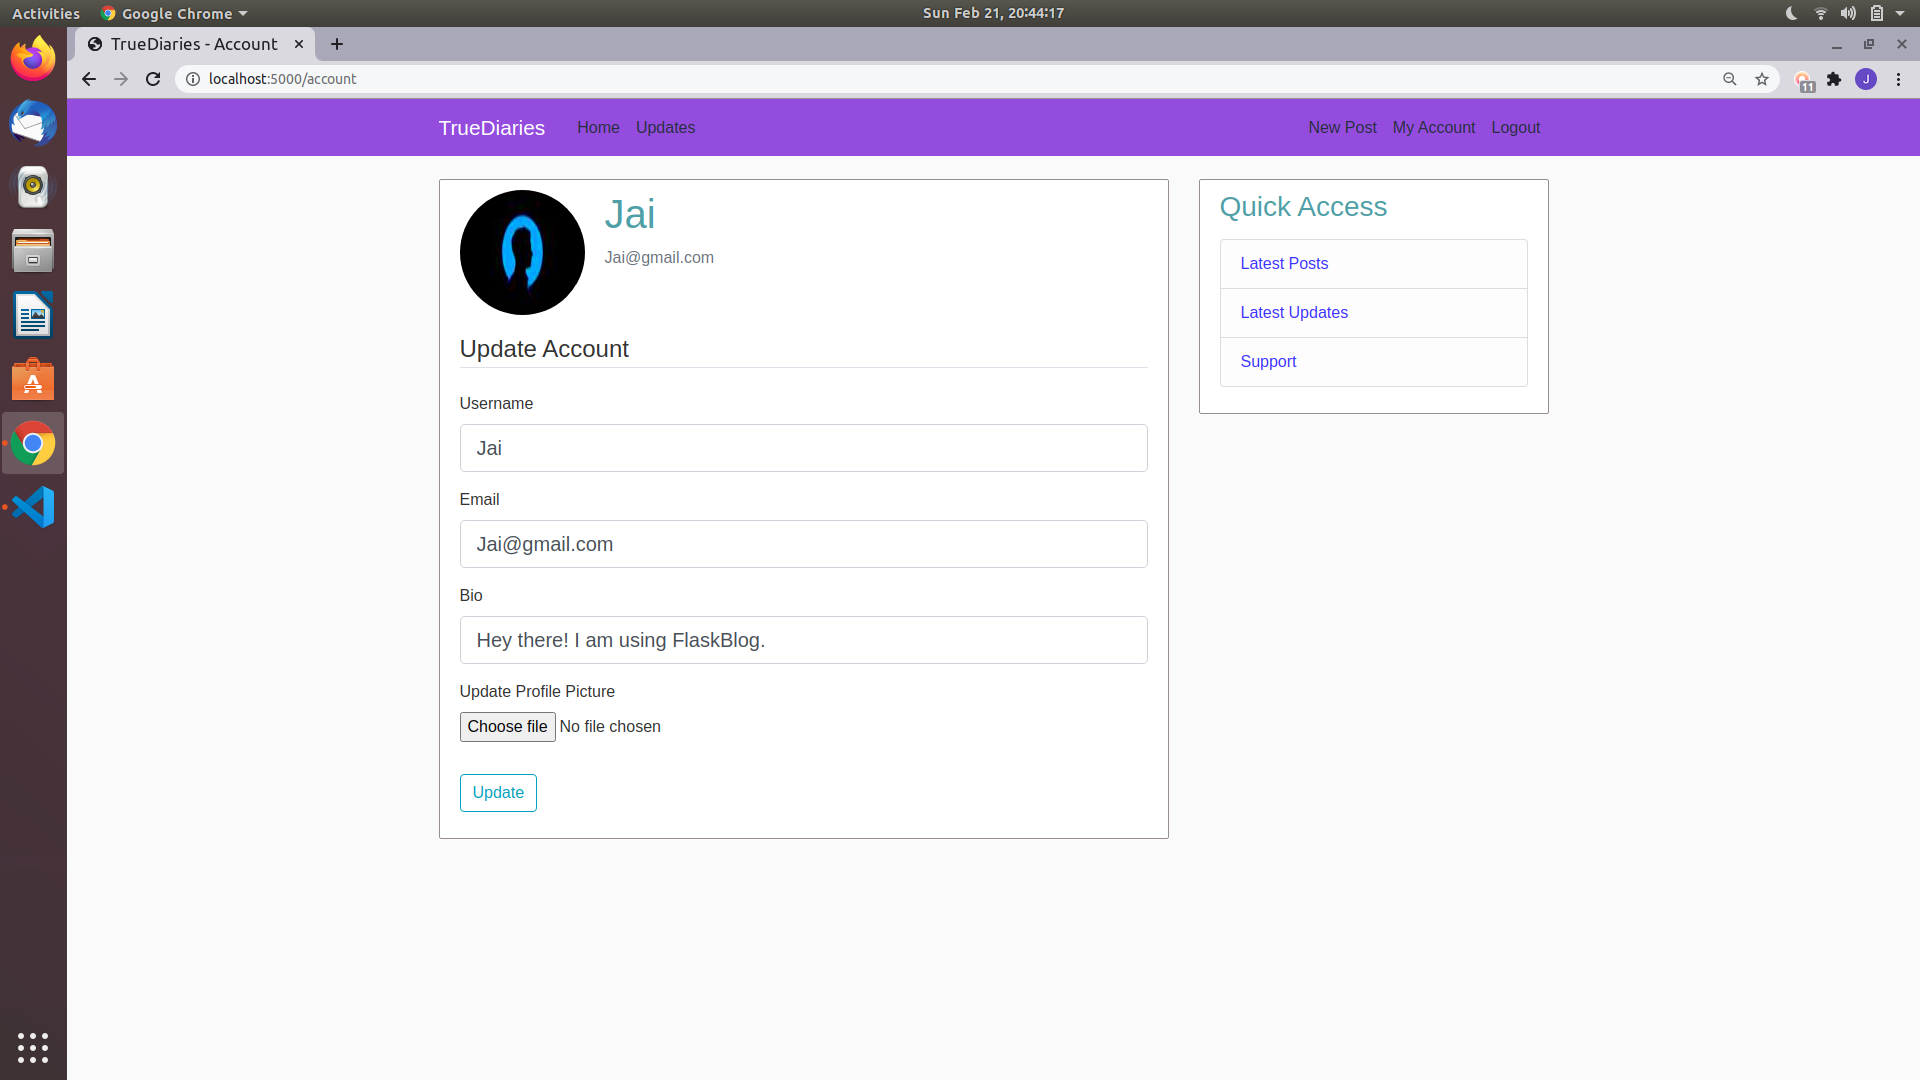 Activities Google Chrome Sun Feb 21, 20:44:17
TrueDiaries - Account
localhost:5000/account
11 J
TrueDiaries Home Updates New Post My Account Logout
Jai
Jai@gmail.com
Update Account
Username
Jai
Email
Jai@gmail.com
Bio
Hey there! I am using FlaskBlog.
Update Profile Picture
Choose file No file chosen
Update
Quick Access
Latest Posts
Latest Updates
Support